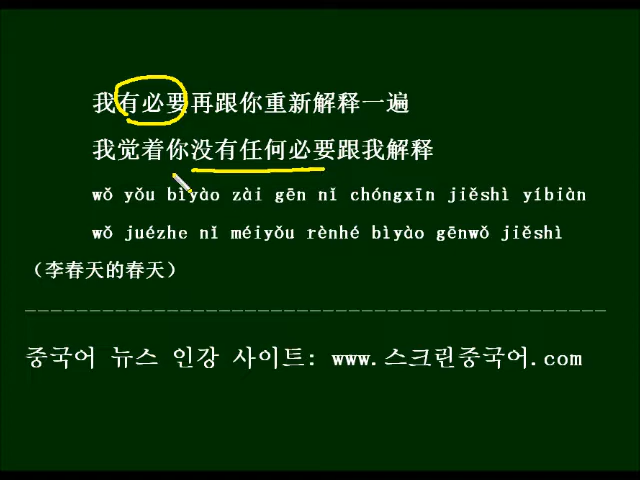 我有必要再跟你重新解释一遍
我觉着你没有任何必要跟我解释
wǒ yǒu bìyào zài gēn nǐ chóngxīn jiěshì yíbiàn
wǒ juézhe nǐ méiyǒu rènhé bìyào gēnwǒ jiěshì
（李春天的春天）
中국어 뉴스 인강 사이트: www.스크린중국어.com